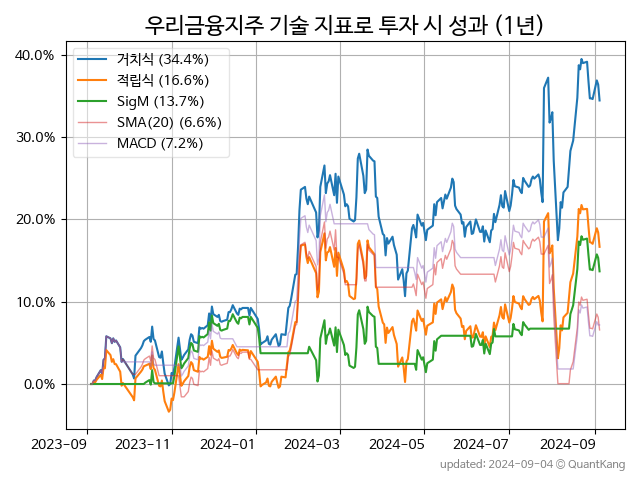 우리금융지주 기술 지표로 투자 시 성과 (1년)
거치식 (34.4%)
적립식 (16.6%)
SigM (13.7%)
SMA(20) (6.6%)
MACD (7.2%)
40.0%
30.0%
20.0%
10.0%
0.0%
2023-09 2023-11 2024-01 2024-03 2024-05 2024-07 2024-09
updated: 2024-09-04 © QuantKang